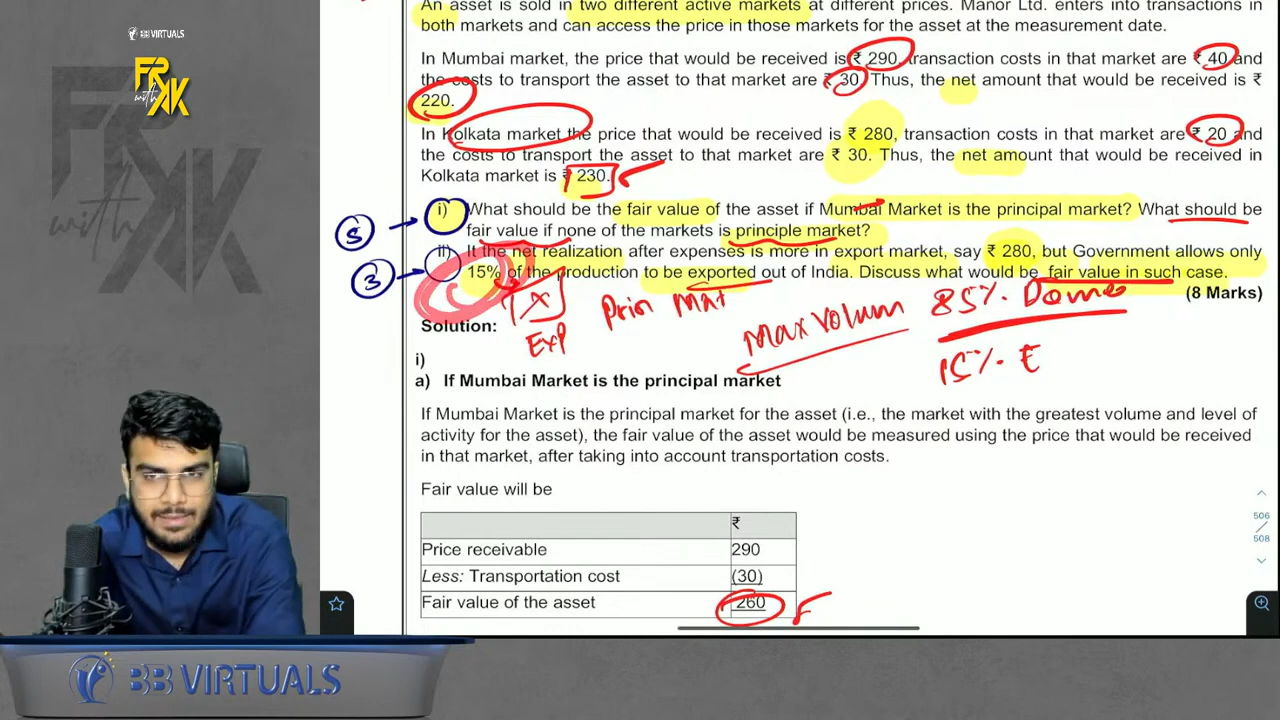 BB VIRTUALS
FR
with
KK
FR
with
An asset is sold in two different active markets at different prices. Manor Ltd. enters into transactions in
both markets and can access the price in those markets for the asset at the measurement date.
In Mumbai market, the price that would be received is ₹ 290, transaction costs in that market are ₹ 40 and
the costs to transport the asset to that market are ₹ 30. Thus, the net amount that would be received is ₹
220.
In Kolkata market the price that would be received is ₹ 280, transaction costs in that market are ₹ 20 and
the costs to transport the asset to that market are ₹ 30. Thus, the net amount that would be received in
Kolkata market is ₹ 230.
5 i) What should be the fair value of the asset if Mumbai Market is the principal market? What should be
fair value if none of the markets is principle market?
3 ii) If the net realization after expenses is more in export market, say ₹ 280, but Government allows only
15% of the production to be exported out of India. Discuss what would be fair value in such case.
(8 Marks)
X Exp
Prin Mat
Max Volum
85% Dome
15% E
Solution:
i)
a) If Mumbai Market is the principal market
If Mumbai Market is the principal market for the asset (i.e., the market with the greatest volume and level of
activity for the asset), the fair value of the asset would be measured using the price that would be received
in that market, after taking into account transportation costs.
Fair value will be
₹
Price receivable 290
Less: Transportation cost (30)
Fair value of the asset 260
506
/
508
BB VIRTUALS